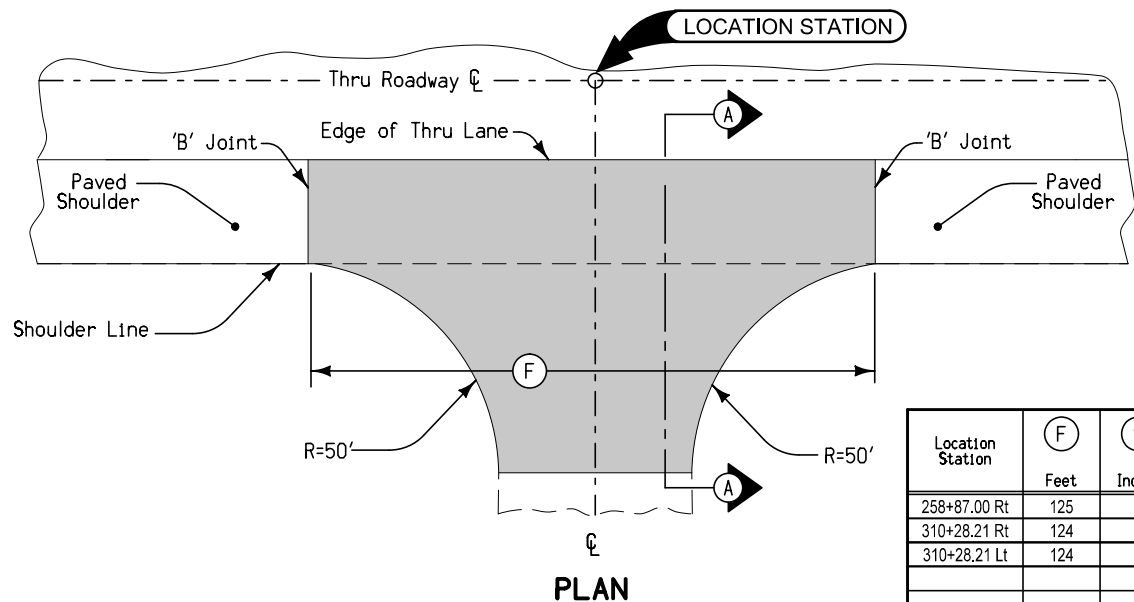 LOCATION STATION
Thru Roadway ℄
A
Edge of Thru Lane
'B' Joint
'B' Joint
Paved
Shoulder
Paved
Shoulder
Shoulder Line
F
R=50'
R=50'
A
℄
PLAN
Location
Station
F
Feet
258+87.00 Rt 125
310+28.21 Rt 124
310+28.21 Lt 124